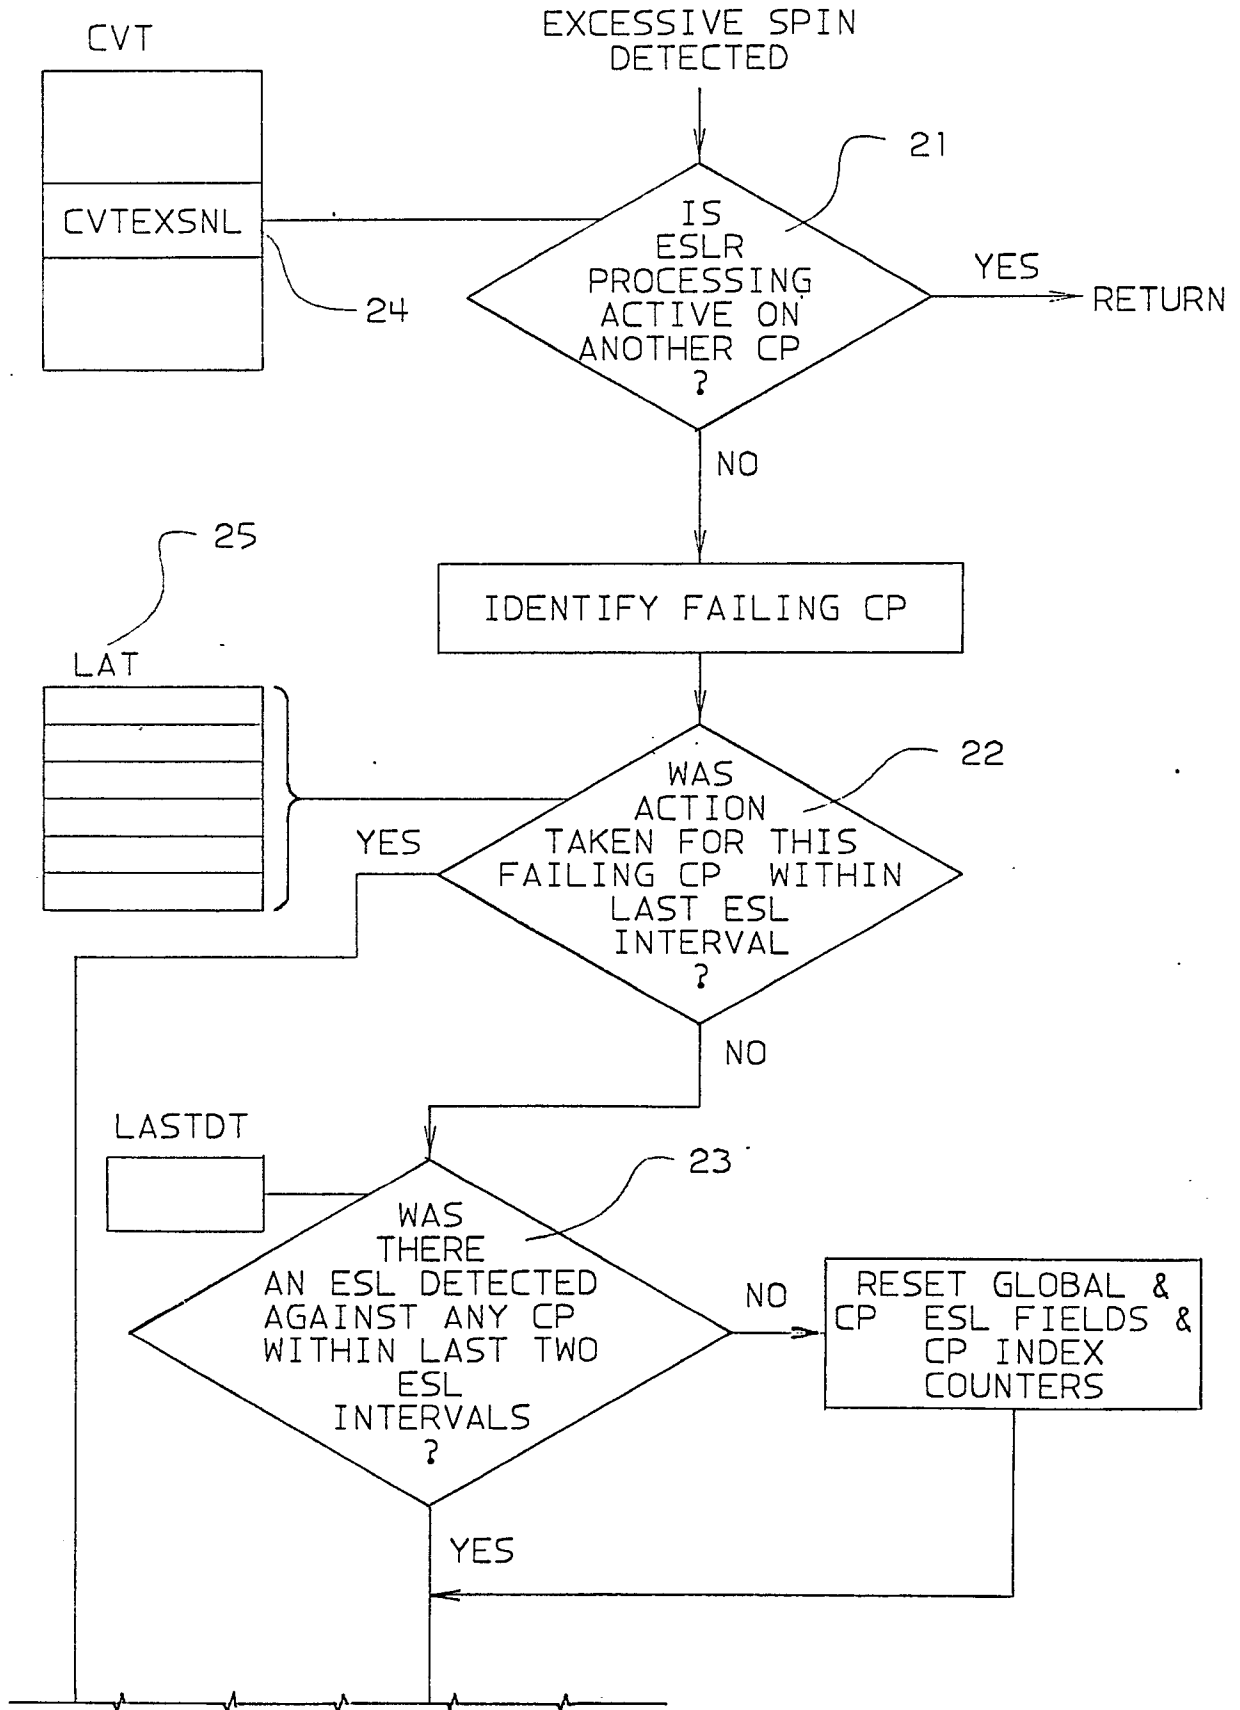 CVT
EXCESSIVE SPIN
DETECTED
21
CVTEXSNL
24
IS
ESLR
PROCESSING
ACTIVE ON
ANOTHER CP
?
YES
RETURN
NO
25
IDENTIFY FAILING CP
LAT
22
WAS
ACTION
TAKEN FOR THIS
FAILING CP WITHIN
LAST ESL
INTERVAL
?
YES
NO
LASTDT
23
WAS
THERE
AN ESL DETECTED
AGAINST ANY CP
WITHIN LAST TWO
ESL
INTERVALS
?
NO
RESET GLOBAL &
CP ESL FIELDS &
CP INDEX
COUNTERS
YES